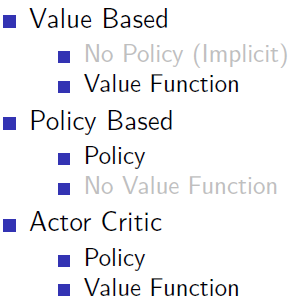 Value Based
No Policy (Implicit)
Value Function
Policy Based
Policy
No Value Function
Actor Critic
Policy
Value Function